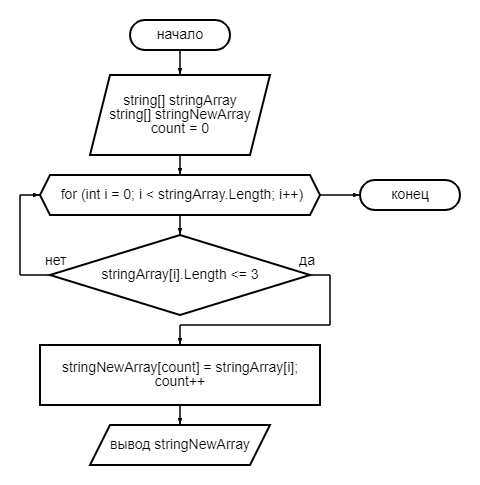 начало
string[] stringArray
string[] stringNewArray
count = 0
for (int i = 0; i < stringArray.Length; i++)
конец
нет
да
stringArray[i].Length <= 3
stringNewArray[count] = stringArray[i];
count++
вывод stringNewArray